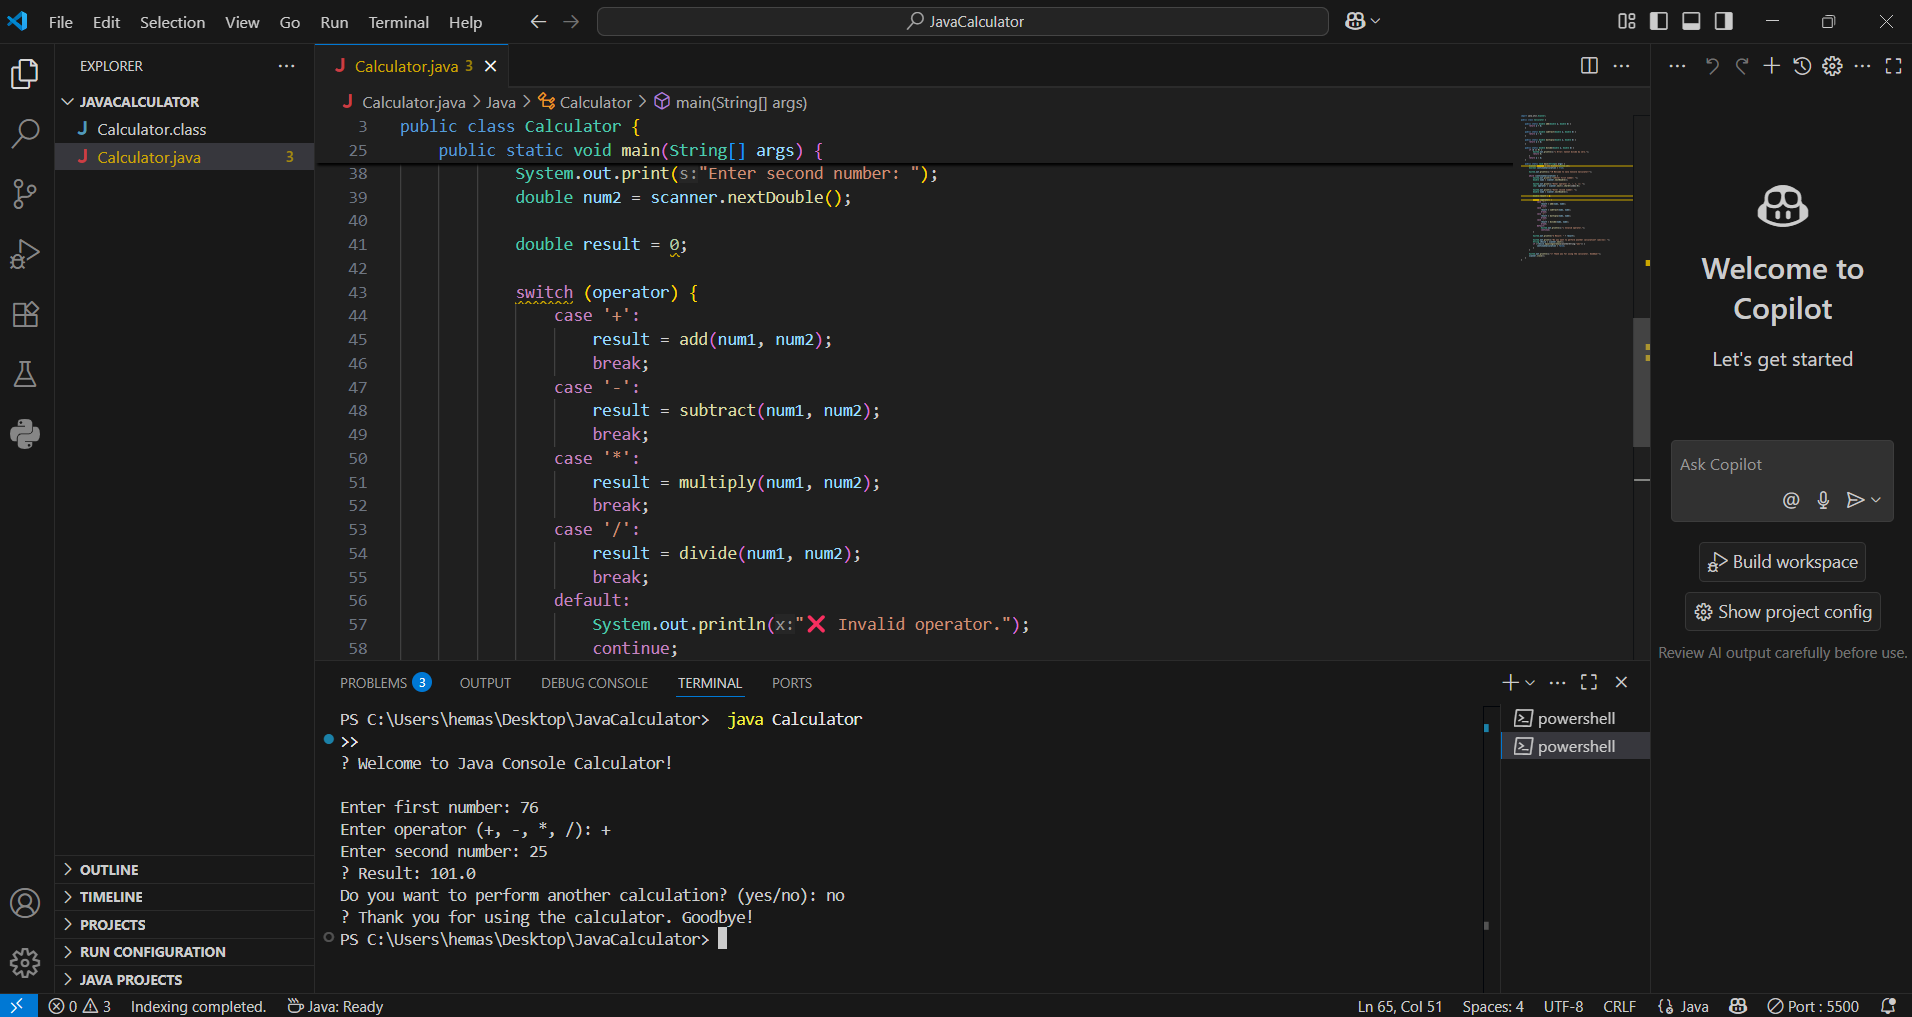 File Edit Selection View Go Run Terminal Help
JavaCalculator
EXPLORER
JAVACALCULATOR
Calculator.class
Calculator.java 3
OUTLINE
TIMELINE
PROJECTS
RUN CONFIGURATION
JAVA PROJECTS
Calculator.java 3
Calculator.java > Java > Calculator > main(String[] args)
3 public class Calculator {
25 public static void main(String[] args) {
38 System.out.print(s:"Enter second number: ");
39 double num2 = scanner.nextDouble();
40
41 double result = 0;
42
43 switch (operator) {
44 case '+':
45 result = add(num1, num2);
46 break;
47 case '-':
48 result = subtract(num1, num2);
49 break;
50 case '*':
51 result = multiply(num1, num2);
52 break;
53 case '/':
54 result = divide(num1, num2);
55 break;
56 default:
57 System.out.println(x:"❌ Invalid operator.");
58 continue;
PROBLEMS 3 OUTPUT DEBUG CONSOLE TERMINAL PORTS
PS C:\Users\hemas\Desktop\JavaCalculator> java Calculator
>>
? Welcome to Java Console Calculator!
Enter first number: 76
Enter operator (+, -, *, /): +
Enter second number: 25
? Result: 101.0
Do you want to perform another calculation? (yes/no): no
? Thank you for using the calculator. Goodbye!
PS C:\Users\hemas\Desktop\JavaCalculator>
powershell
powershell
Welcome to
Copilot
Let's get started
Ask Copilot
Build workspace
Show project config
Review AI output carefully before use.
0 3 Indexing completed. Java: Ready
Ln 65, Col 51 Spaces: 4 UTF-8 CRLF Java Port : 5500